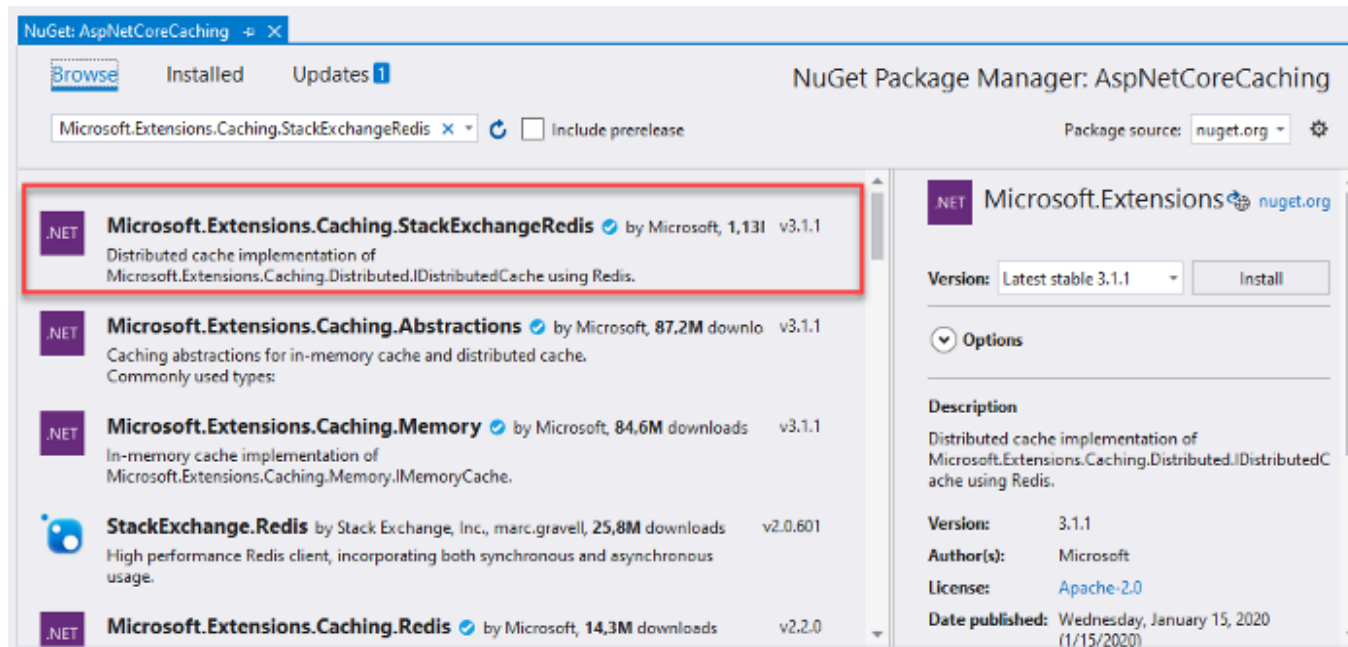 NuGet: AspNetCoreCaching
Browse Installed Updates 1
NuGet Package Manager: AspNetCoreCaching
Microsoft.Extensions.Caching.StackExchangeRedis
Include prerelease
Package source: nuget.org
.NET
Microsoft.Extensions.Caching.StackExchangeRedis by Microsoft, 1,13 v3.1.1
Distributed cache implementation of
Microsoft.Extensions.Caching.Distributed.IDistributedCache using Redis.
.NET
Microsoft.Extensions.Caching.Abstractions by Microsoft, 87,2M downlo v3.1.1
Caching abstractions for in-memory cache and distributed cache.
Commonly used types:
.NET
Microsoft.Extensions.Caching.Memory by Microsoft, 84,6M downloads v3.1.1
In-memory cache implementation of
Microsoft.Extensions.Caching.Memory.IMemoryCache.
StackExchange.Redis by Stack Exchange, Inc., marc.gravell, 25,8M downloads v2.0.601
High performance Redis client, incorporating both synchronous and asynchronous
usage.
.NET
Microsoft.Extensions.Caching.Redis by Microsoft, 14,3M downloads v2.2.0
.NET
Microsoft.Extensions nuget.org
Version: Latest stable 3.1.1 Install
Options
Description
Distributed cache implementation of
Microsoft.Extensions.Caching.Distributed.IDistributedC
ache using Redis.
Version: 3.1.1
Author(s): Microsoft
License: Apache-2.0
Date published: Wednesday, January 15, 2020
(1/15/2020)